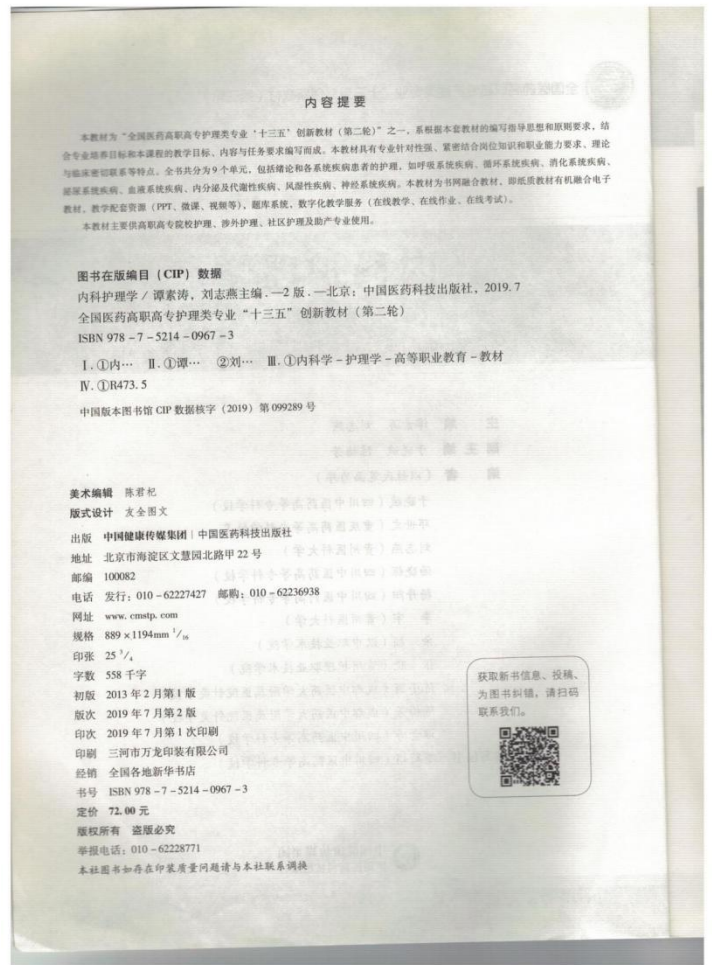 内容提要
本教材为“全国医药高职高专护理类专业‘十三五’创新教材（第二轮）”之一，系根据本套教材的编写指导思想和原则要求，结
合专业培养目标和本课程的教学目标、内容与任务要求编写而成。本教材具有专业针对性强、紧密结合岗位知识和职业能力要求、理论
与临床密切联系等特点。全书共分为9个单元，包括绪论和各系统疾病患者的护理，如呼吸系统疾病、循环系统疾病、消化系统疾病、
泌尿系统疾病、血液系统疾病、内分泌及代谢性疾病、风湿性疾病、神经系统疾病。本教材为书网融合教材，即纸质教材有机融合电子
教材，教学配套资源（PPT、微课、视频等），题库系统，数字化教学服务（在线教学、在线作业、在线考试）。
本教材主要供高职高专院校护理、涉外护理、社区护理及助产专业使用。
图书在版编目（CIP）数据
内科护理学 / 谭素涛，刘志燕主编．—2版．—北京：中国医药科技出版社，2019.7
全国医药高职高专护理类专业“十三五”创新教材（第二轮）
ISBN 978－7－5214－0967－3
Ⅰ.①内… Ⅱ.①谭… ②刘… Ⅲ.①内科学－护理学－高等职业教育－教材
Ⅳ.①R473.5
中国版本图书馆CIP数据核字（2019）第099289号
美术编辑 陈君杞
版式设计 友全图文
出版 中国健康传媒集团 | 中国医药科技出版社
地址 北京市海淀区文慧园北路甲22号
邮编 100082
电话 发行：010－62227427 邮购：010－62236938
网址 www.cmstp.com
规格 889×1194mm 1/16
印张 25 3/4
字数 558千字
初版 2013年2月第1版
版次 2019年7月第2版
印次 2019年7月第1次印刷
印刷 三河市万龙印装有限公司
经销 全国各地新华书店
书号 ISBN 978－7－5214－0967－3
定价 72.00元
版权所有 盗版必究
举报电话：010－62228771
本社图书如存在印装质量问题请与本社联系调换
获取新书信息、投稿、
为图书纠错，请扫码
联系我们。